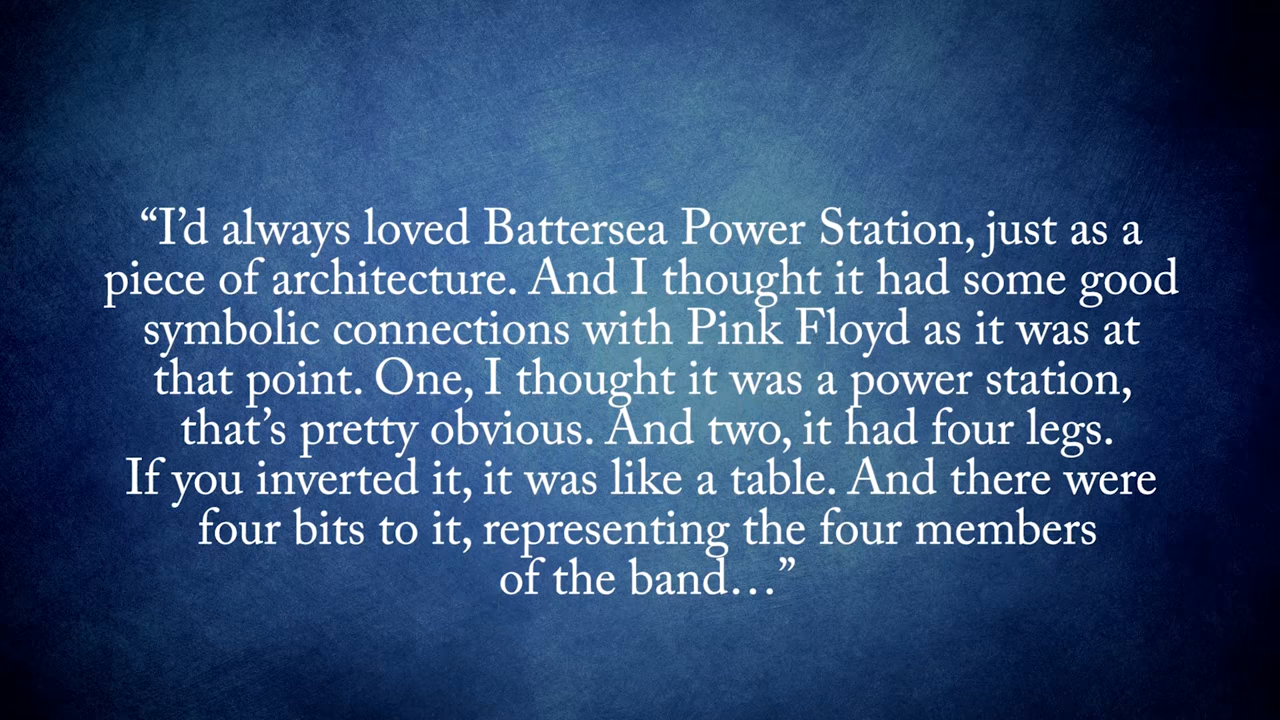 “I’d always loved Battersea Power Station, just as a
piece of architecture. And I thought it had some good
symbolic connections with Pink Floyd as it was at
that point. One, I thought it was a power station,
that’s pretty obvious. And two, it had four legs.
If you inverted it, it was like a table. And there were
four bits to it, representing the four members
of the band…”